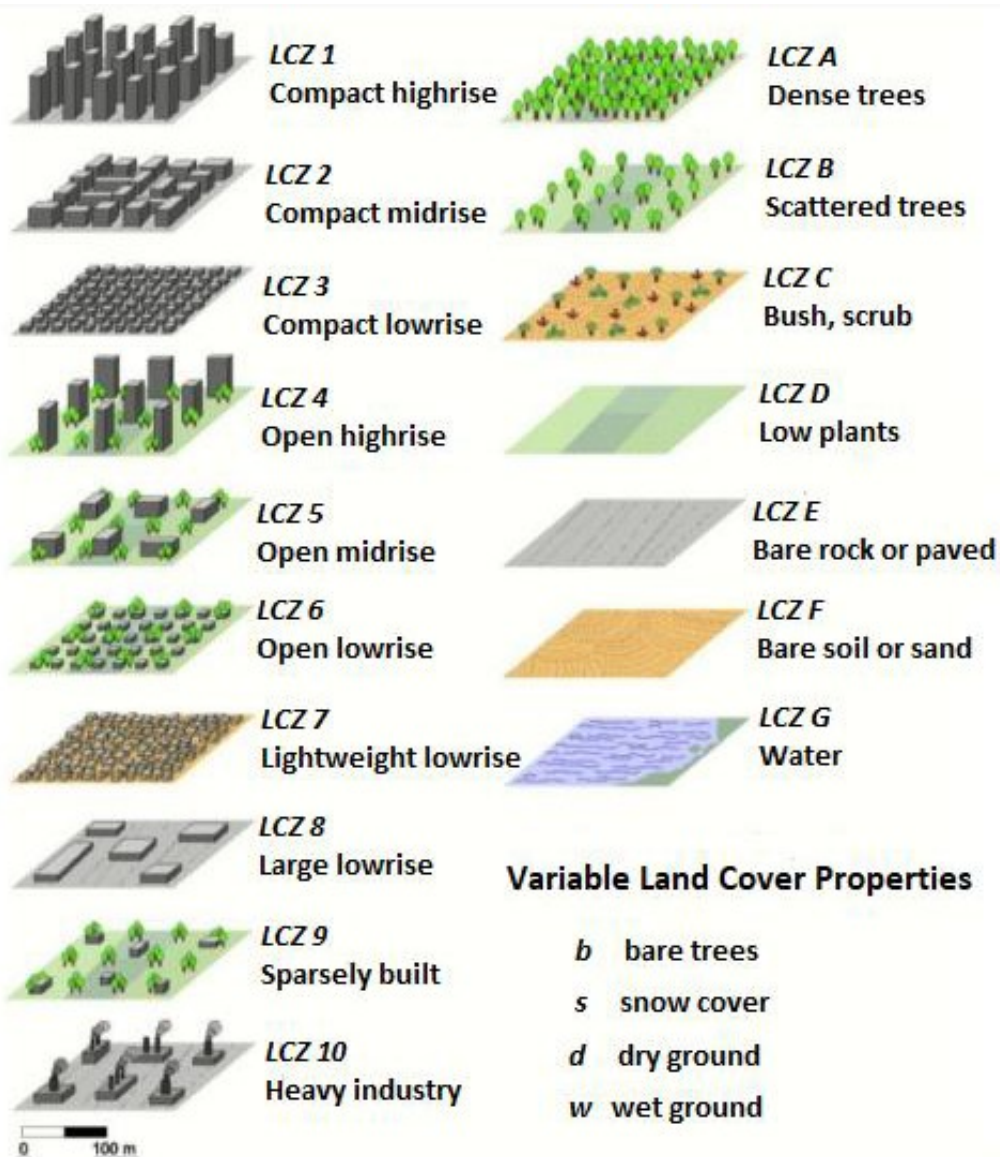 LCZ 1
Compact highrise
LCZ 2
Compact midrise
LCZ 3
Compact lowrise
LCZ 4
Open highrise
LCZ 5
Open midrise
LCZ 6
Open lowrise
LCZ 7
Lightweight lowrise
LCZ 8
Large lowrise
LCZ 9
Sparsely built
LCZ 10
Heavy industry
0 100 m
LCZ A
Dense trees
LCZ B
Scattered trees
LCZ C
Bush, scrub
LCZ D
Low plants
LCZ E
Bare rock or paved
LCZ F
Bare soil or sand
LCZ G
Water
Variable Land Cover Properties
b bare trees
s snow cover
d dry ground
w wet ground